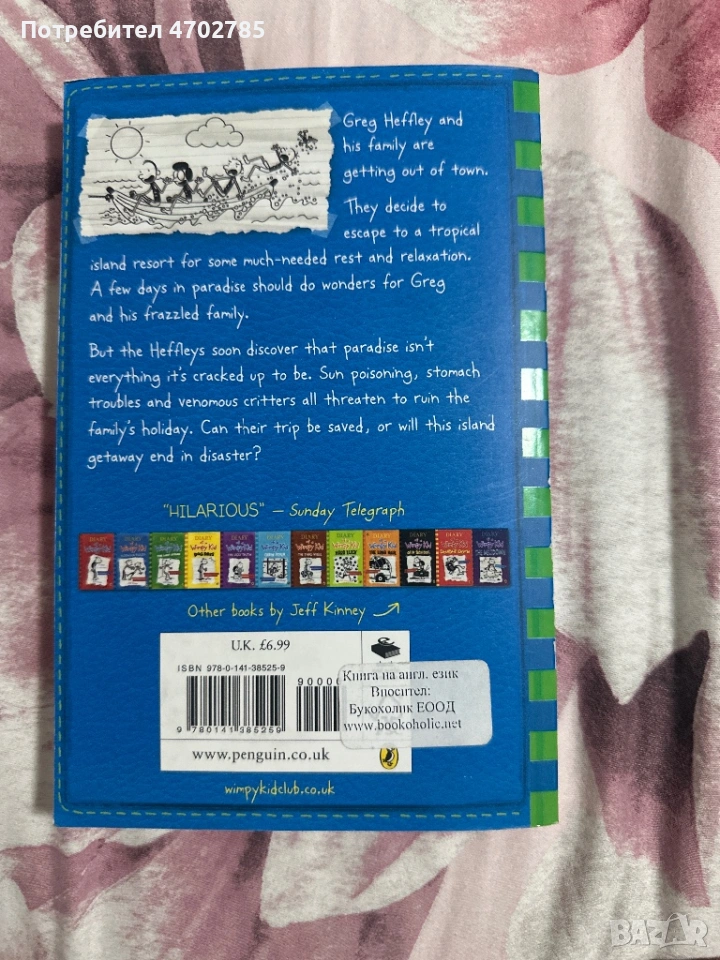 Потребител 4702785
Greg Heffley and
his family are
getting out of town.
They decide to
escape to a tropical
island resort for some much-needed rest and relaxation.
A few days in paradise should do wonders for Greg
and his frazzled family.
But the Heffleys soon discover that paradise isn't
everything it's cracked up to be. Sun poisoning, stomach
troubles and venomous critters all threaten to ruin the
family's holiday. Can their trip be saved, or will this island
getaway end in disaster?
"HILARIOUS" – Sunday Telegraph
Other books by Jeff Kinney
U.K. £6.99
ISBN 978-0-141-38525-9
9000
9 780141 385259
Книга на англ. език
Вносител:
Букохолик ЕООД
www.bookoholic.net
www.penguin.co.uk
wimpykidclub.co.uk
BAZAR